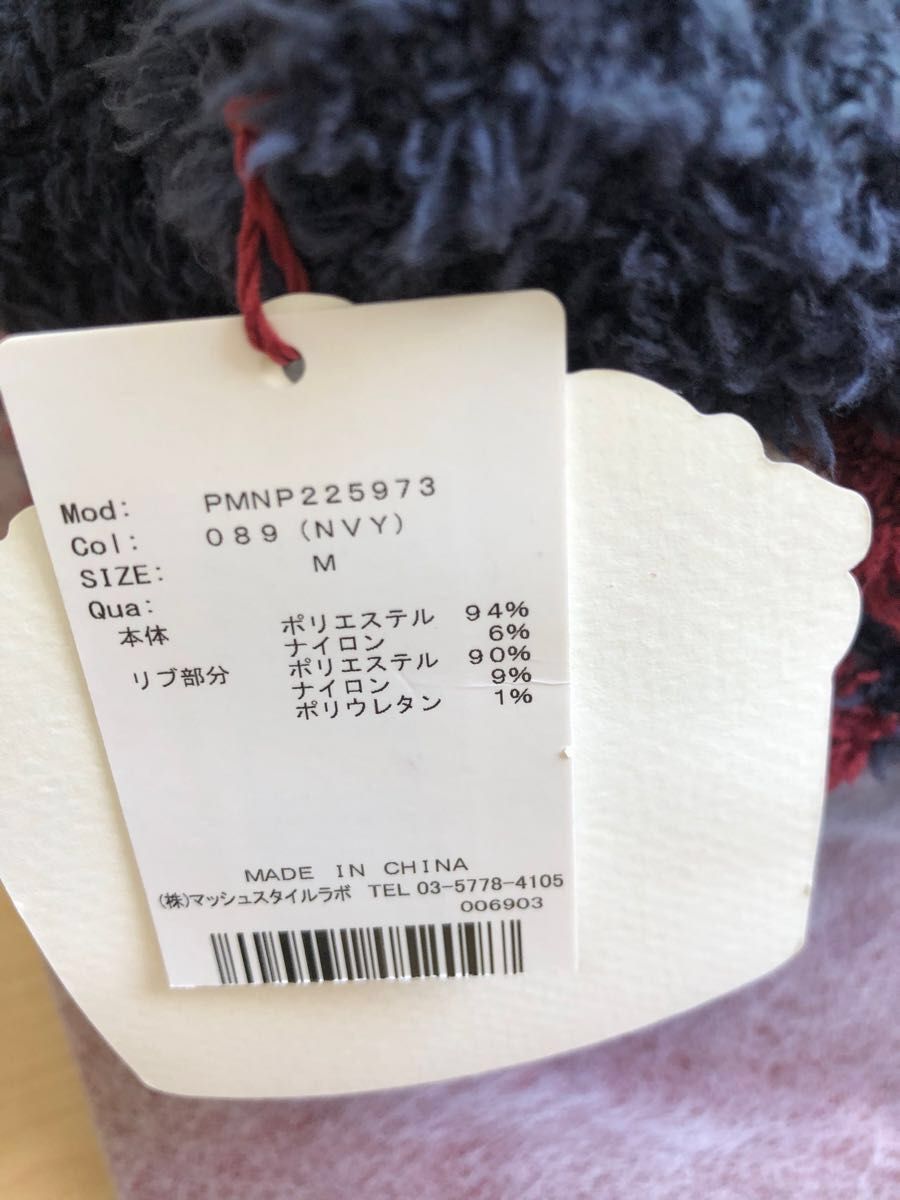 Mod: PMNP225973
Col: 089 (NVY)
SIZE: M
Qua:
本体 ポリエステル 94%
ナイロン 6%
リブ部分 ポリエステル 90%
ナイロン 9%
ポリウレタン 1%
MADE IN CHINA
(株)マッシュスタイルラボ TEL 03-5778-4105
006903